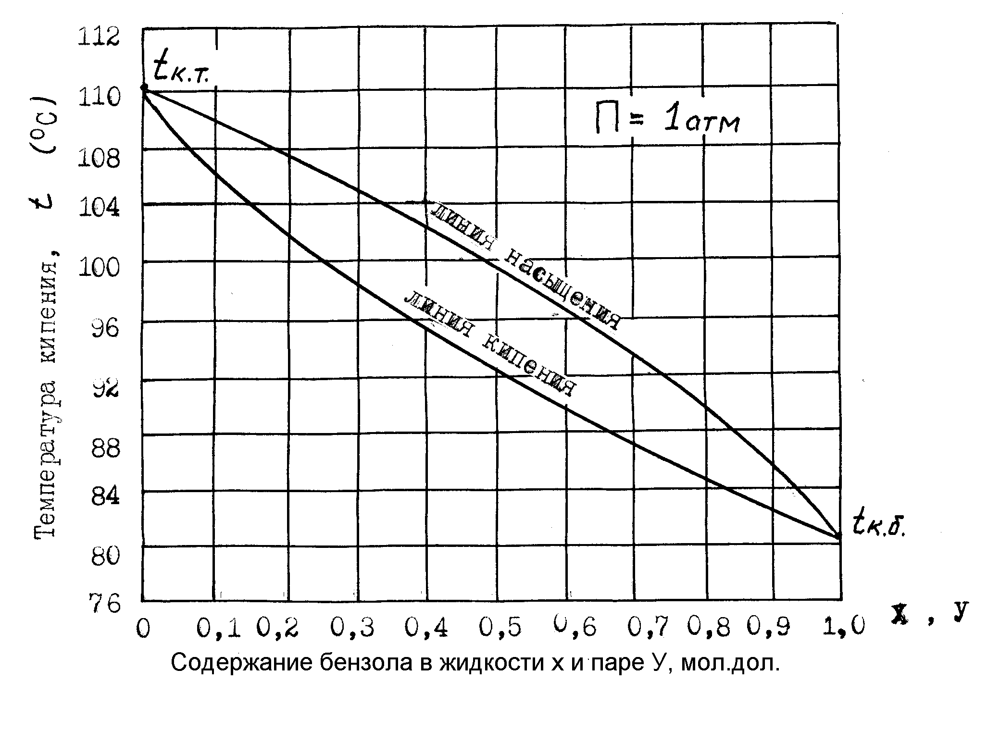 112
tк.т.
110
П = 1 атм
108
104
100
96
92
88
84
80
76
Температура кипения, t (°C)
линия насыщения
линия кипения
tк.б.
0 0,1 0,2 0,3 0,4 0,5 0,6 0,7 0,8 0,9 1,0 х , у
Содержание бензола в жидкости х и паре У, мол.дол.